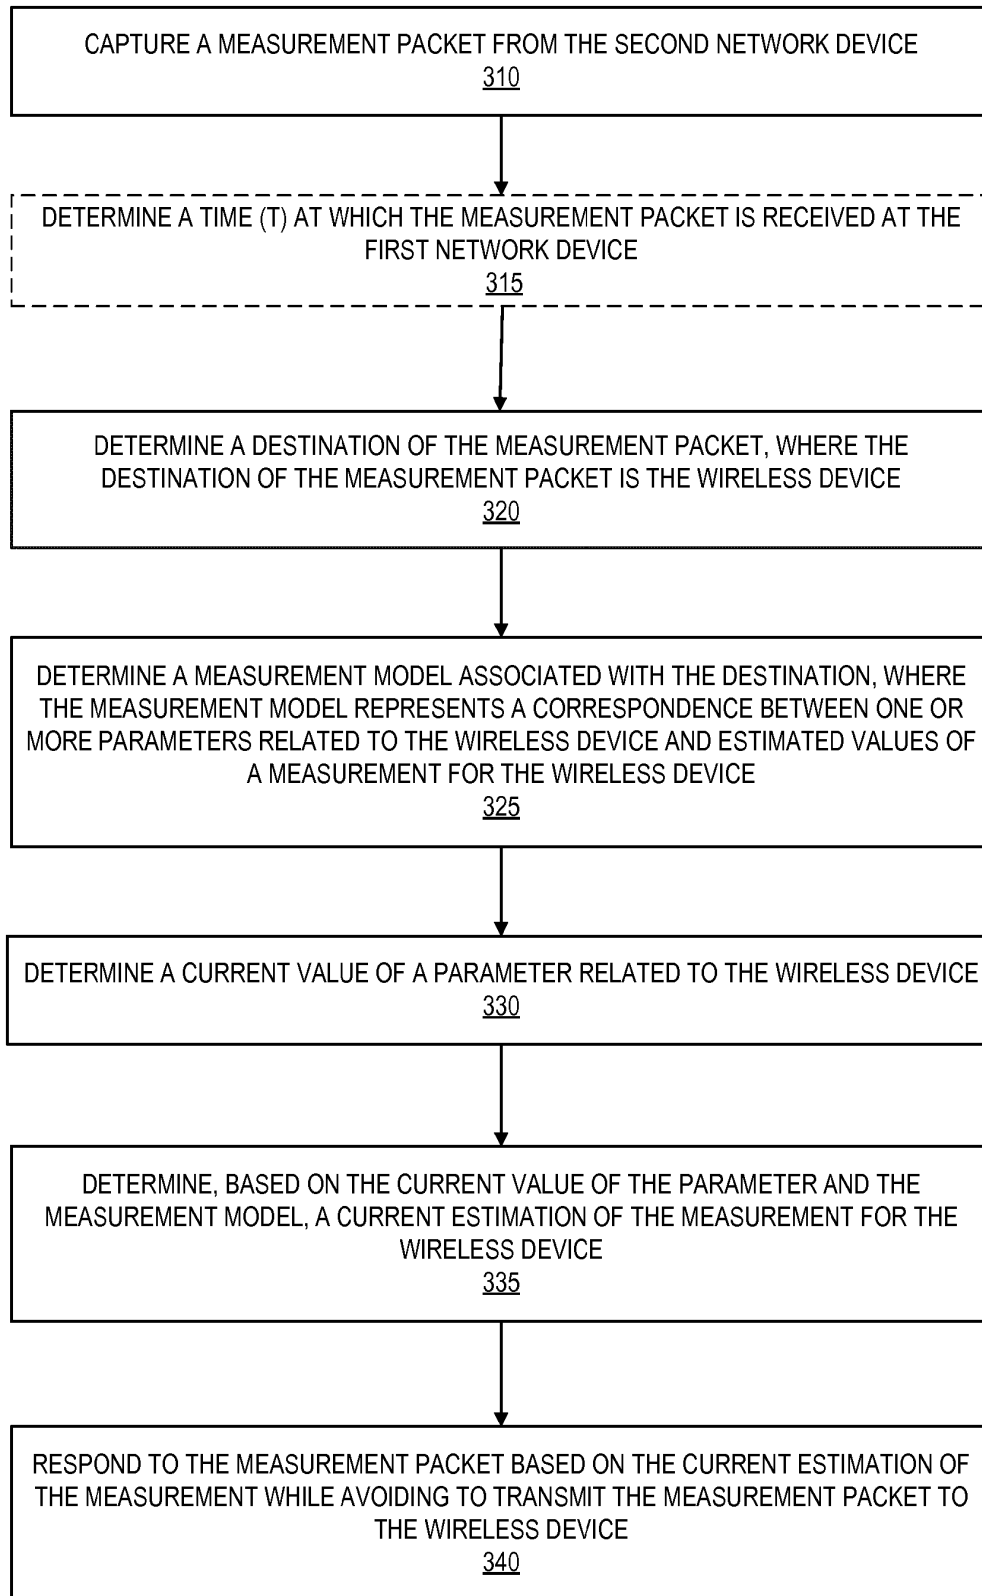 CAPTURE A MEASUREMENT PACKET FROM THE SECOND NETWORK DEVICE
310
DETERMINE A TIME (T) AT WHICH THE MEASUREMENT PACKET IS RECEIVED AT THE
FIRST NETWORK DEVICE
315
DETERMINE A DESTINATION OF THE MEASUREMENT PACKET, WHERE THE
DESTINATION OF THE MEASUREMENT PACKET IS THE WIRELESS DEVICE
320
DETERMINE A MEASUREMENT MODEL ASSOCIATED WITH THE DESTINATION, WHERE
THE MEASUREMENT MODEL REPRESENTS A CORRESPONDENCE BETWEEN ONE OR
MORE PARAMETERS RELATED TO THE WIRELESS DEVICE AND ESTIMATED VALUES OF
A MEASUREMENT FOR THE WIRELESS DEVICE
325
DETERMINE A CURRENT VALUE OF A PARAMETER RELATED TO THE WIRELESS DEVICE
330
DETERMINE, BASED ON THE CURRENT VALUE OF THE PARAMETER AND THE
MEASUREMENT MODEL, A CURRENT ESTIMATION OF THE MEASUREMENT FOR THE
WIRELESS DEVICE
335
RESPOND TO THE MEASUREMENT PACKET BASED ON THE CURRENT ESTIMATION OF
THE MEASUREMENT WHILE AVOIDING TO TRANSMIT THE MEASUREMENT PACKET TO
THE WIRELESS DEVICE
340